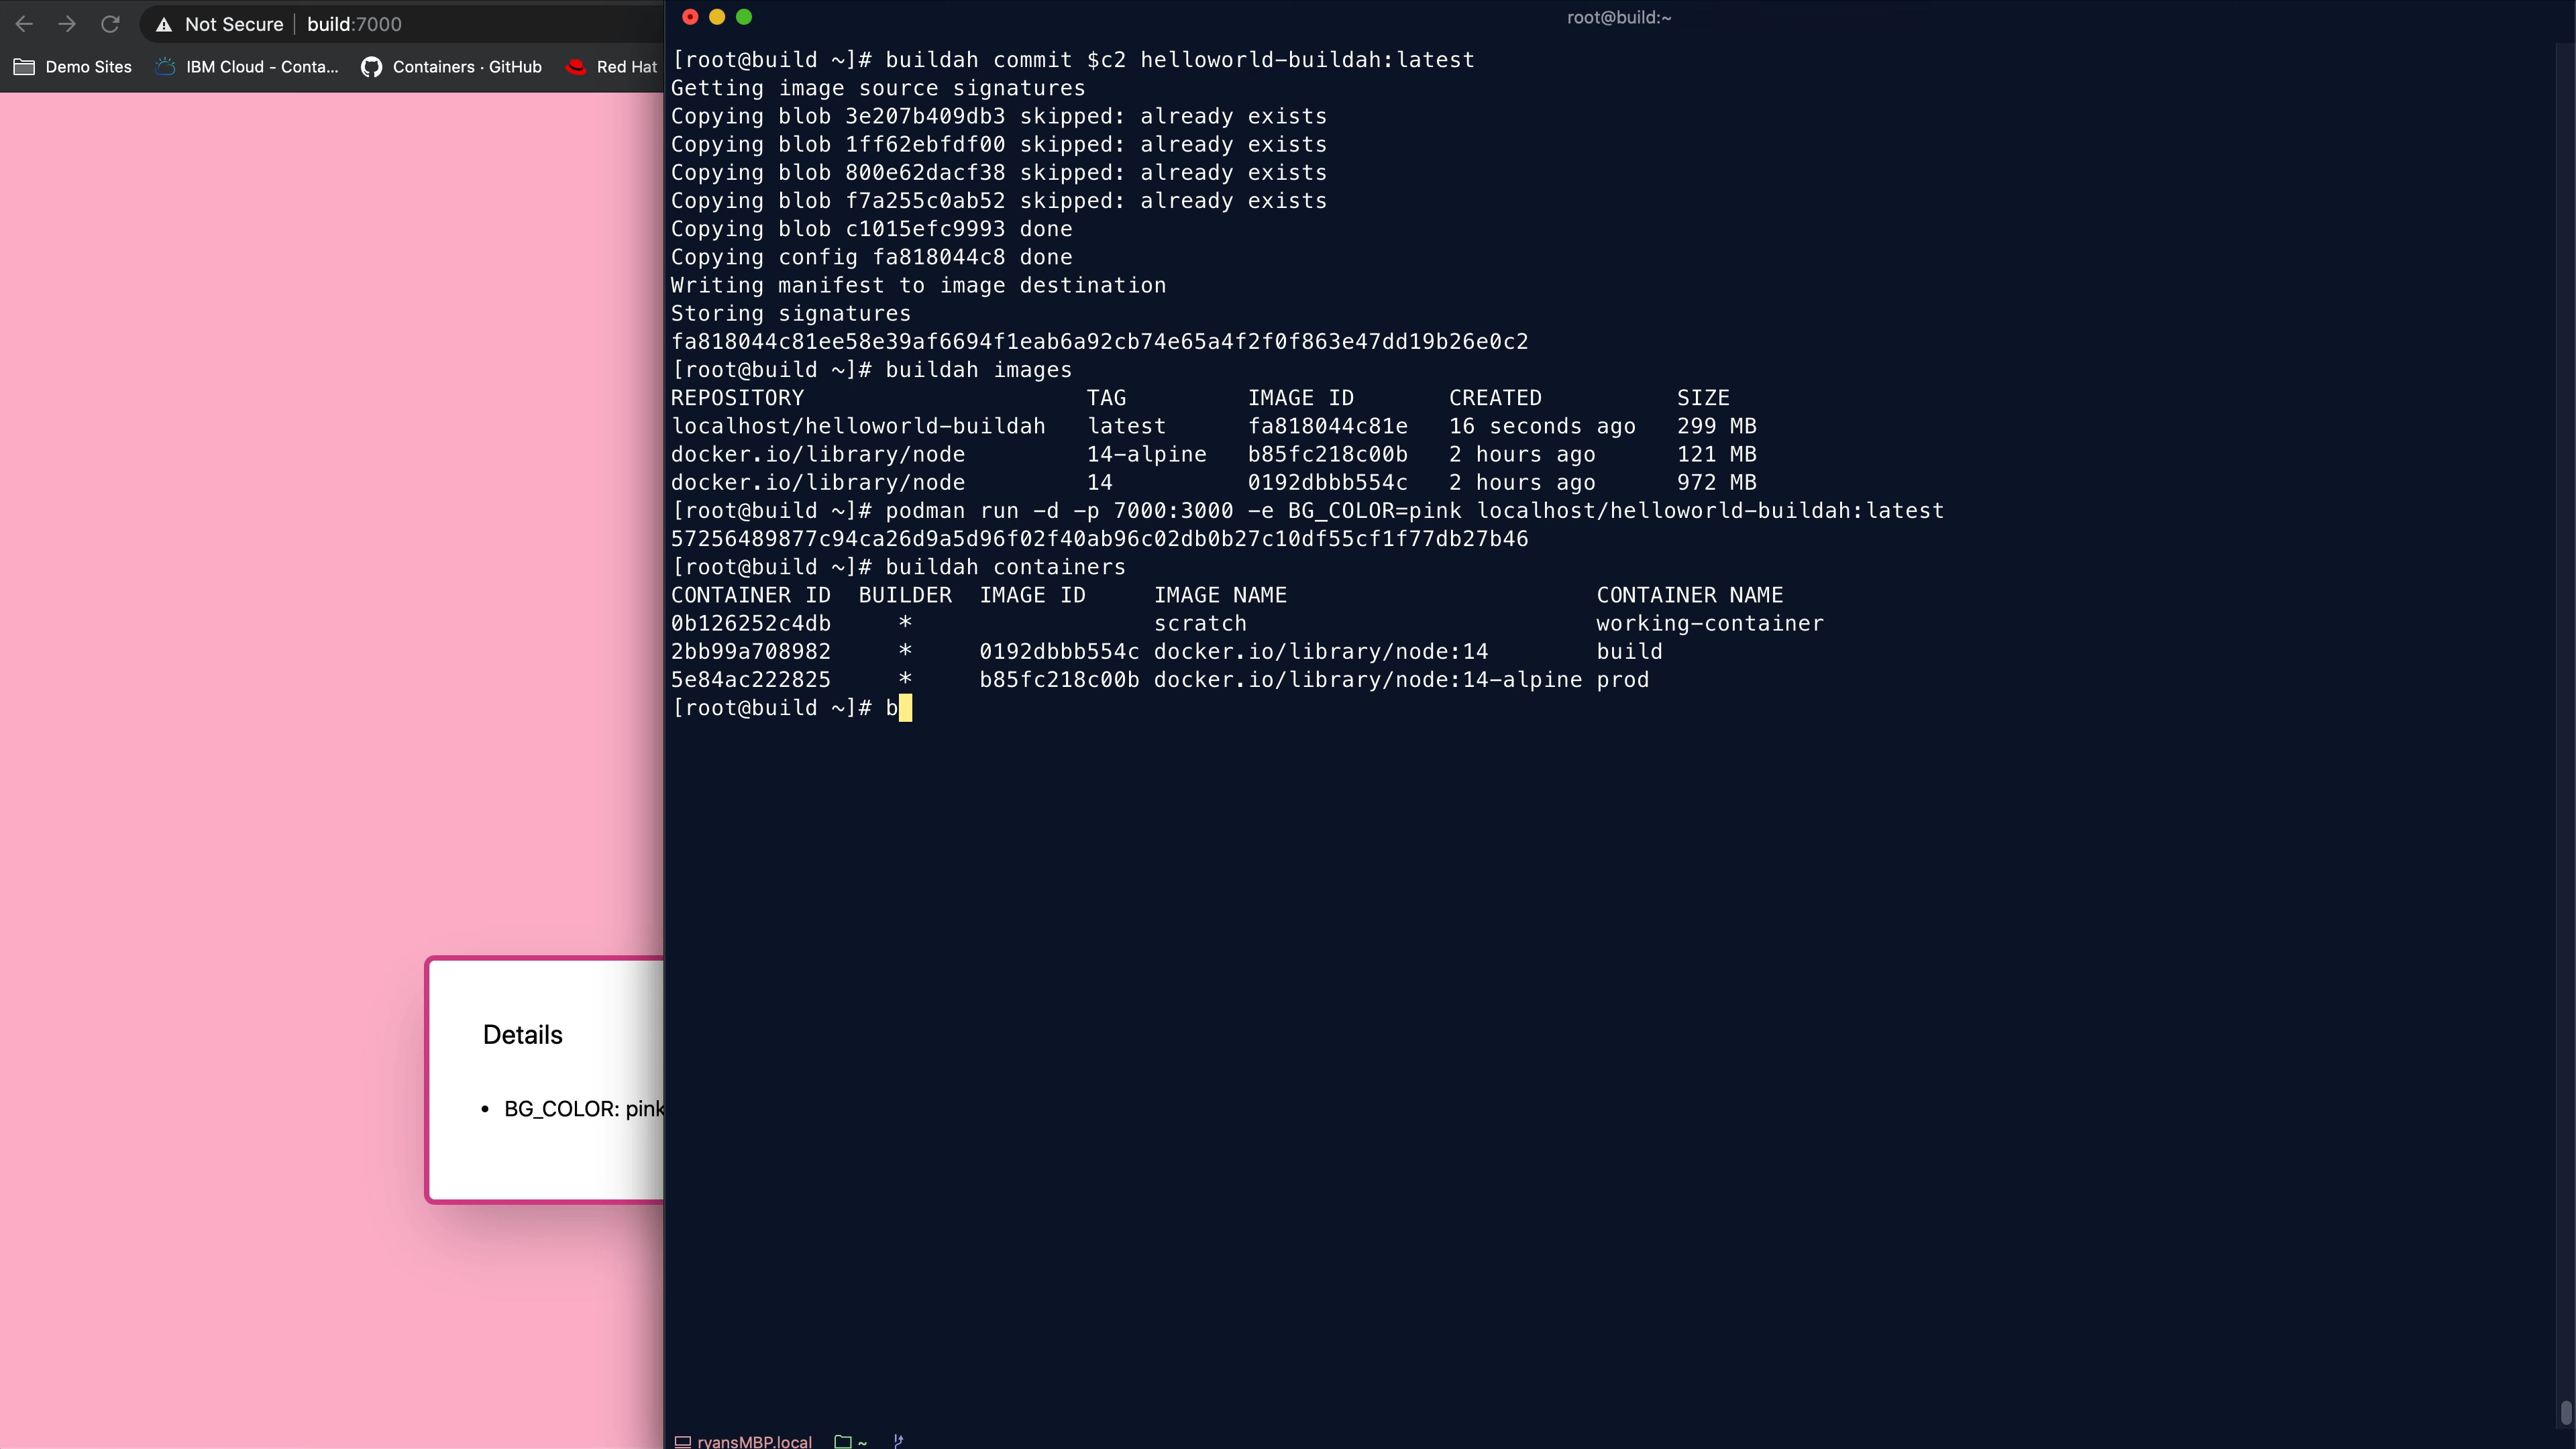 Not Secure | build:7000
Demo Sites IBM Cloud - Conta... Containers · GitHub Red Hat
Details
• BG_COLOR: pink
root@build:~
[root@build ~]# buildah commit $c2 helloworld-buildah:latest
Getting image source signatures
Copying blob 3e207b409db3 skipped: already exists
Copying blob 1ff62ebfdf00 skipped: already exists
Copying blob 800e62dacf38 skipped: already exists
Copying blob f7a255c0ab52 skipped: already exists
Copying blob c1015efc9993 done
Copying config fa818044c8 done
Writing manifest to image destination
Storing signatures
fa818044c81ee58e39af6694f1eab6a92cb74e65a4f2f0f863e47dd19b26e0c2
[root@build ~]# buildah images
REPOSITORY TAG IMAGE ID CREATED SIZE
localhost/helloworld-buildah latest fa818044c81e 16 seconds ago 299 MB
docker.io/library/node 14-alpine b85fc218c00b 2 hours ago 121 MB
docker.io/library/node 14 0192dbbb554c 2 hours ago 972 MB
[root@build ~]# podman run -d -p 7000:3000 -e BG_COLOR=pink localhost/helloworld-buildah:latest
57256489877c94ca26d9a5d96f02f40ab96c02db0b27c10df55cf1f77db27b46
[root@build ~]# buildah containers
CONTAINER ID BUILDER IMAGE ID IMAGE NAME CONTAINER NAME
0b126252c4db * scratch working-container
2bb99a708982 * 0192dbbb554c docker.io/library/node:14 build
5e84ac222825 * b85fc218c00b docker.io/library/node:14-alpine prod
[root@build ~]# b
ryansMBP.local ~